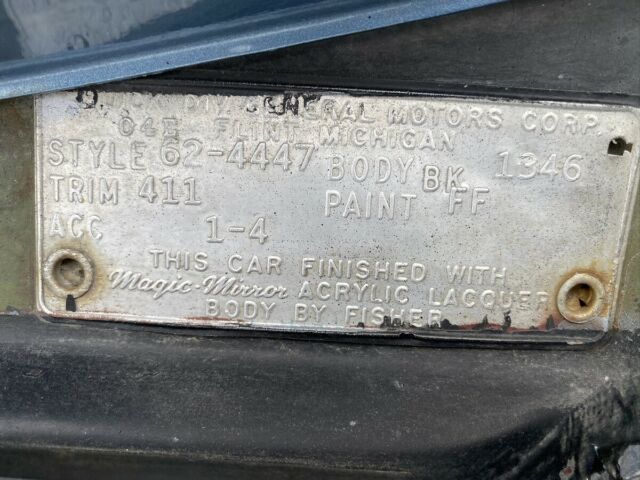 BUICK DIV. GENERAL MOTORS CORP.
04E FLINT MICHIGAN
STYLE 62-4447 BODY BK 1346
TRIM 411 PAINT FF
ACC 1-4
THIS CAR FINISHED WITH
Magic-Mirror ACRYLIC LACQUER
BODY BY FISHER